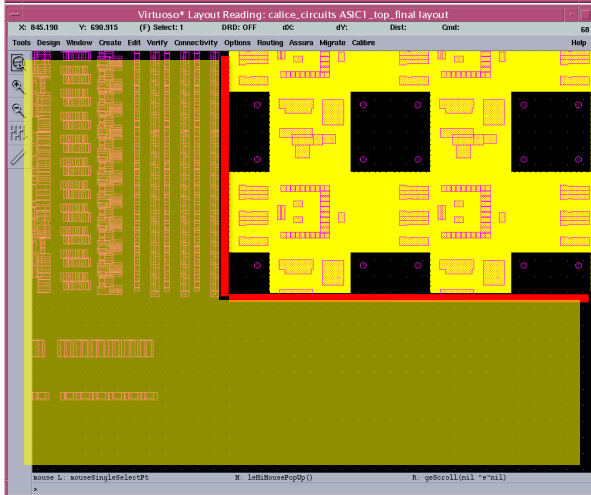 Virtuoso® Layout Reading: calice_circuits ASIC1_top_final layout
X: 845.190 Y: 690.915 (F) Select: 1 DRD: OFF dX: dY: Dist: Cmd: 68
Tools Design Window Create Edit Verify Connectivity Options Routing Assura Migrate Calibre Help
mouse L: mouseSingleSelectPt M: leHiMousePopUp() R: geScroll(nil "e"nil)
>